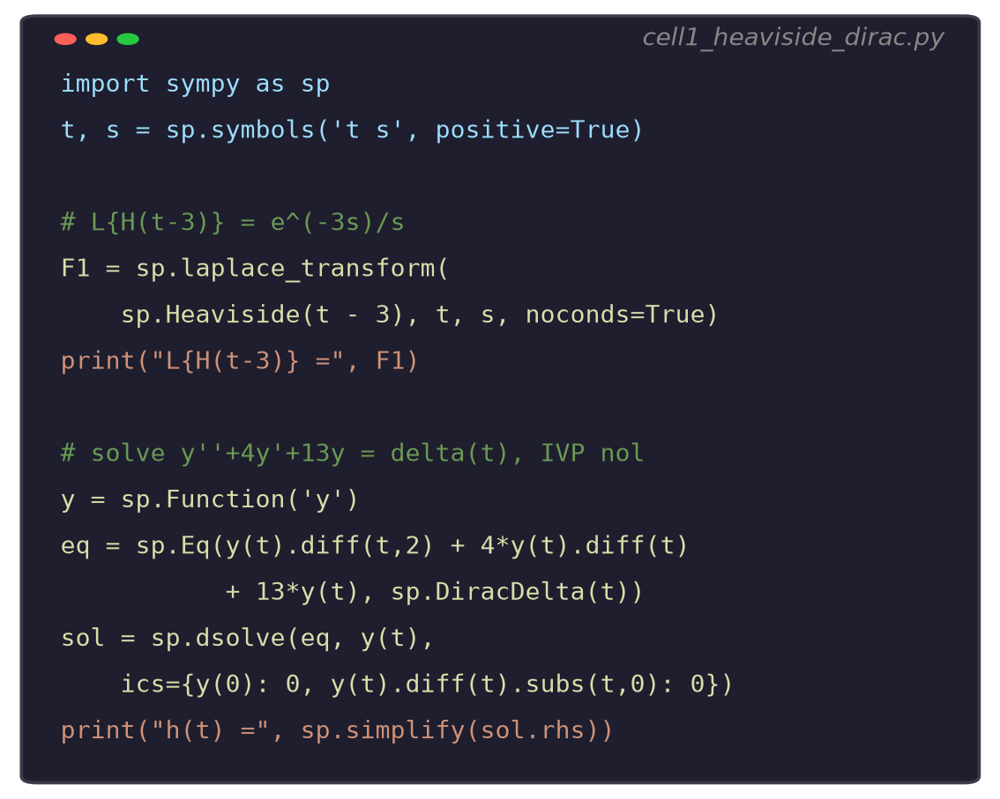 cell1_heaviside_dirac.py
import sympy as sp
t, s = sp.symbols('t s', positive=True)
# L{H(t-3)} = e^(-3s)/s
F1 = sp.laplace_transform(
    sp.Heaviside(t - 3), t, s, noconds=True)
print("L{H(t-3)} =", F1)
# solve y''+4y'+13y = delta(t), IVP nol
y = sp.Function('y')
eq = sp.Eq(y(t).diff(t,2) + 4*y(t).diff(t)
           + 13*y(t), sp.DiracDelta(t))
sol = sp.dsolve(eq, y(t),
    ics={y(0): 0, y(t).diff(t).subs(t,0): 0})
print("h(t) =", sp.simplify(sol.rhs))